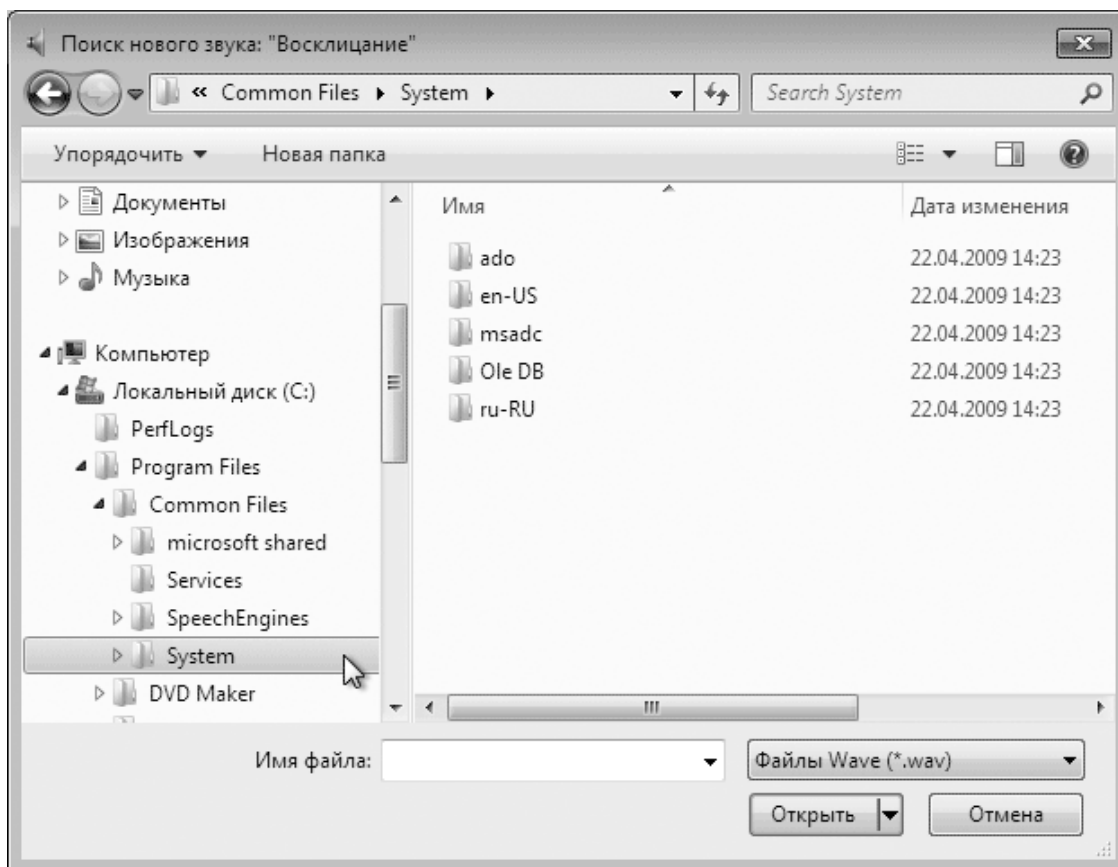 Поиск нового звука: "Восклицание"
« Common Files System
Search System
Упорядочить Новая папка
Документы
Изображения
Музыка
Компьютер
Локальный диск (C:)
PerfLogs
Program Files
Common Files
microsoft shared
Services
SpeechEngines
System
DVD Maker
Имя Дата изменения
ado 22.04.2009 14:23
en-US 22.04.2009 14:23
msadc 22.04.2009 14:23
Ole DB 22.04.2009 14:23
ru-RU 22.04.2009 14:23
Имя файла:
Файлы Wave (*.wav)
Открыть Отмена